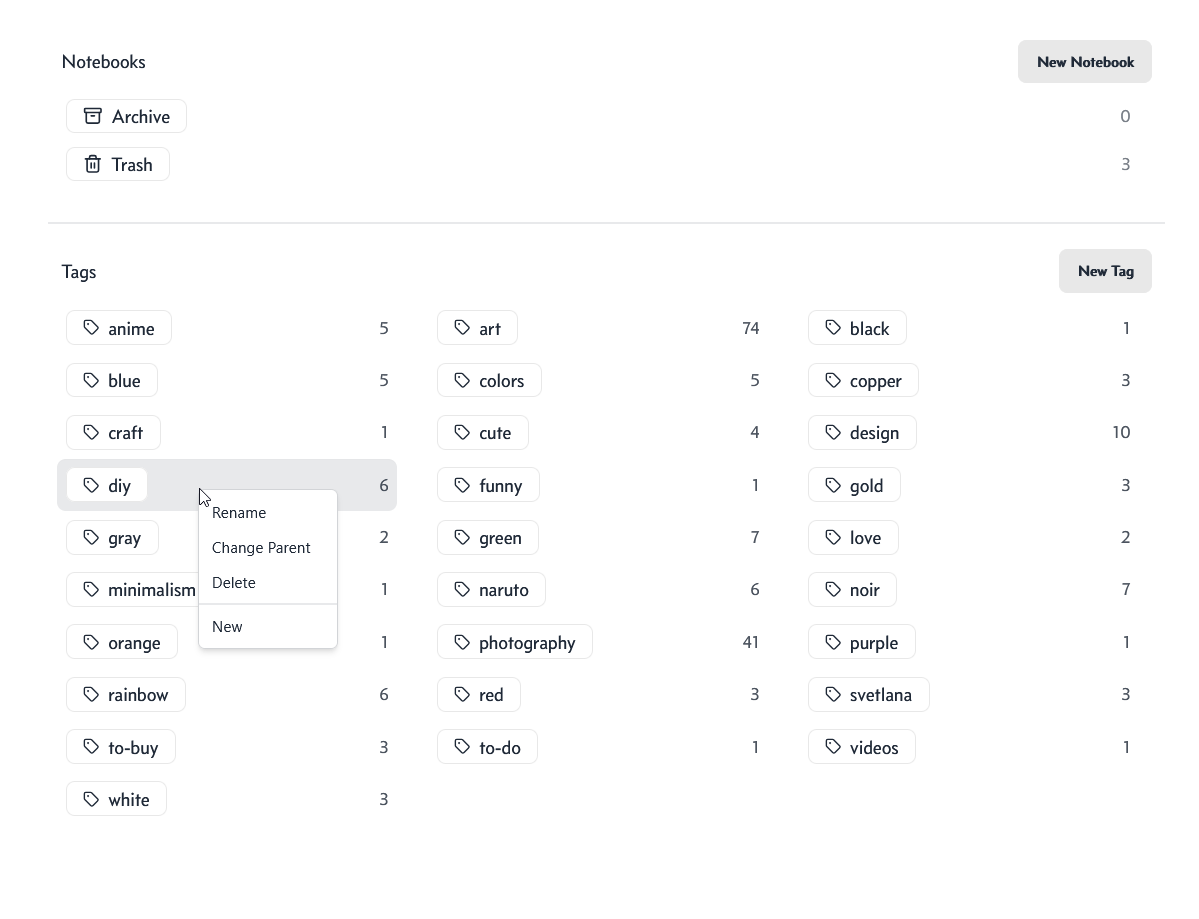 Notebooks New Notebook
Archive 0
Trash 3
Tags New Tag
anime 5 art 74 black 1
blue 5 colors 5 copper 3
craft 1 cute 4 design 10
diy 6 funny 1 gold 3
Rename
Change Parent
Delete
New
gray 2 green 7 love 2
minimalism 1 naruto 6 noir 7
orange 1 photography 41 purple 1
rainbow 6 red 3 svetlana 3
to-buy 3 to-do 1 videos 1
white 3